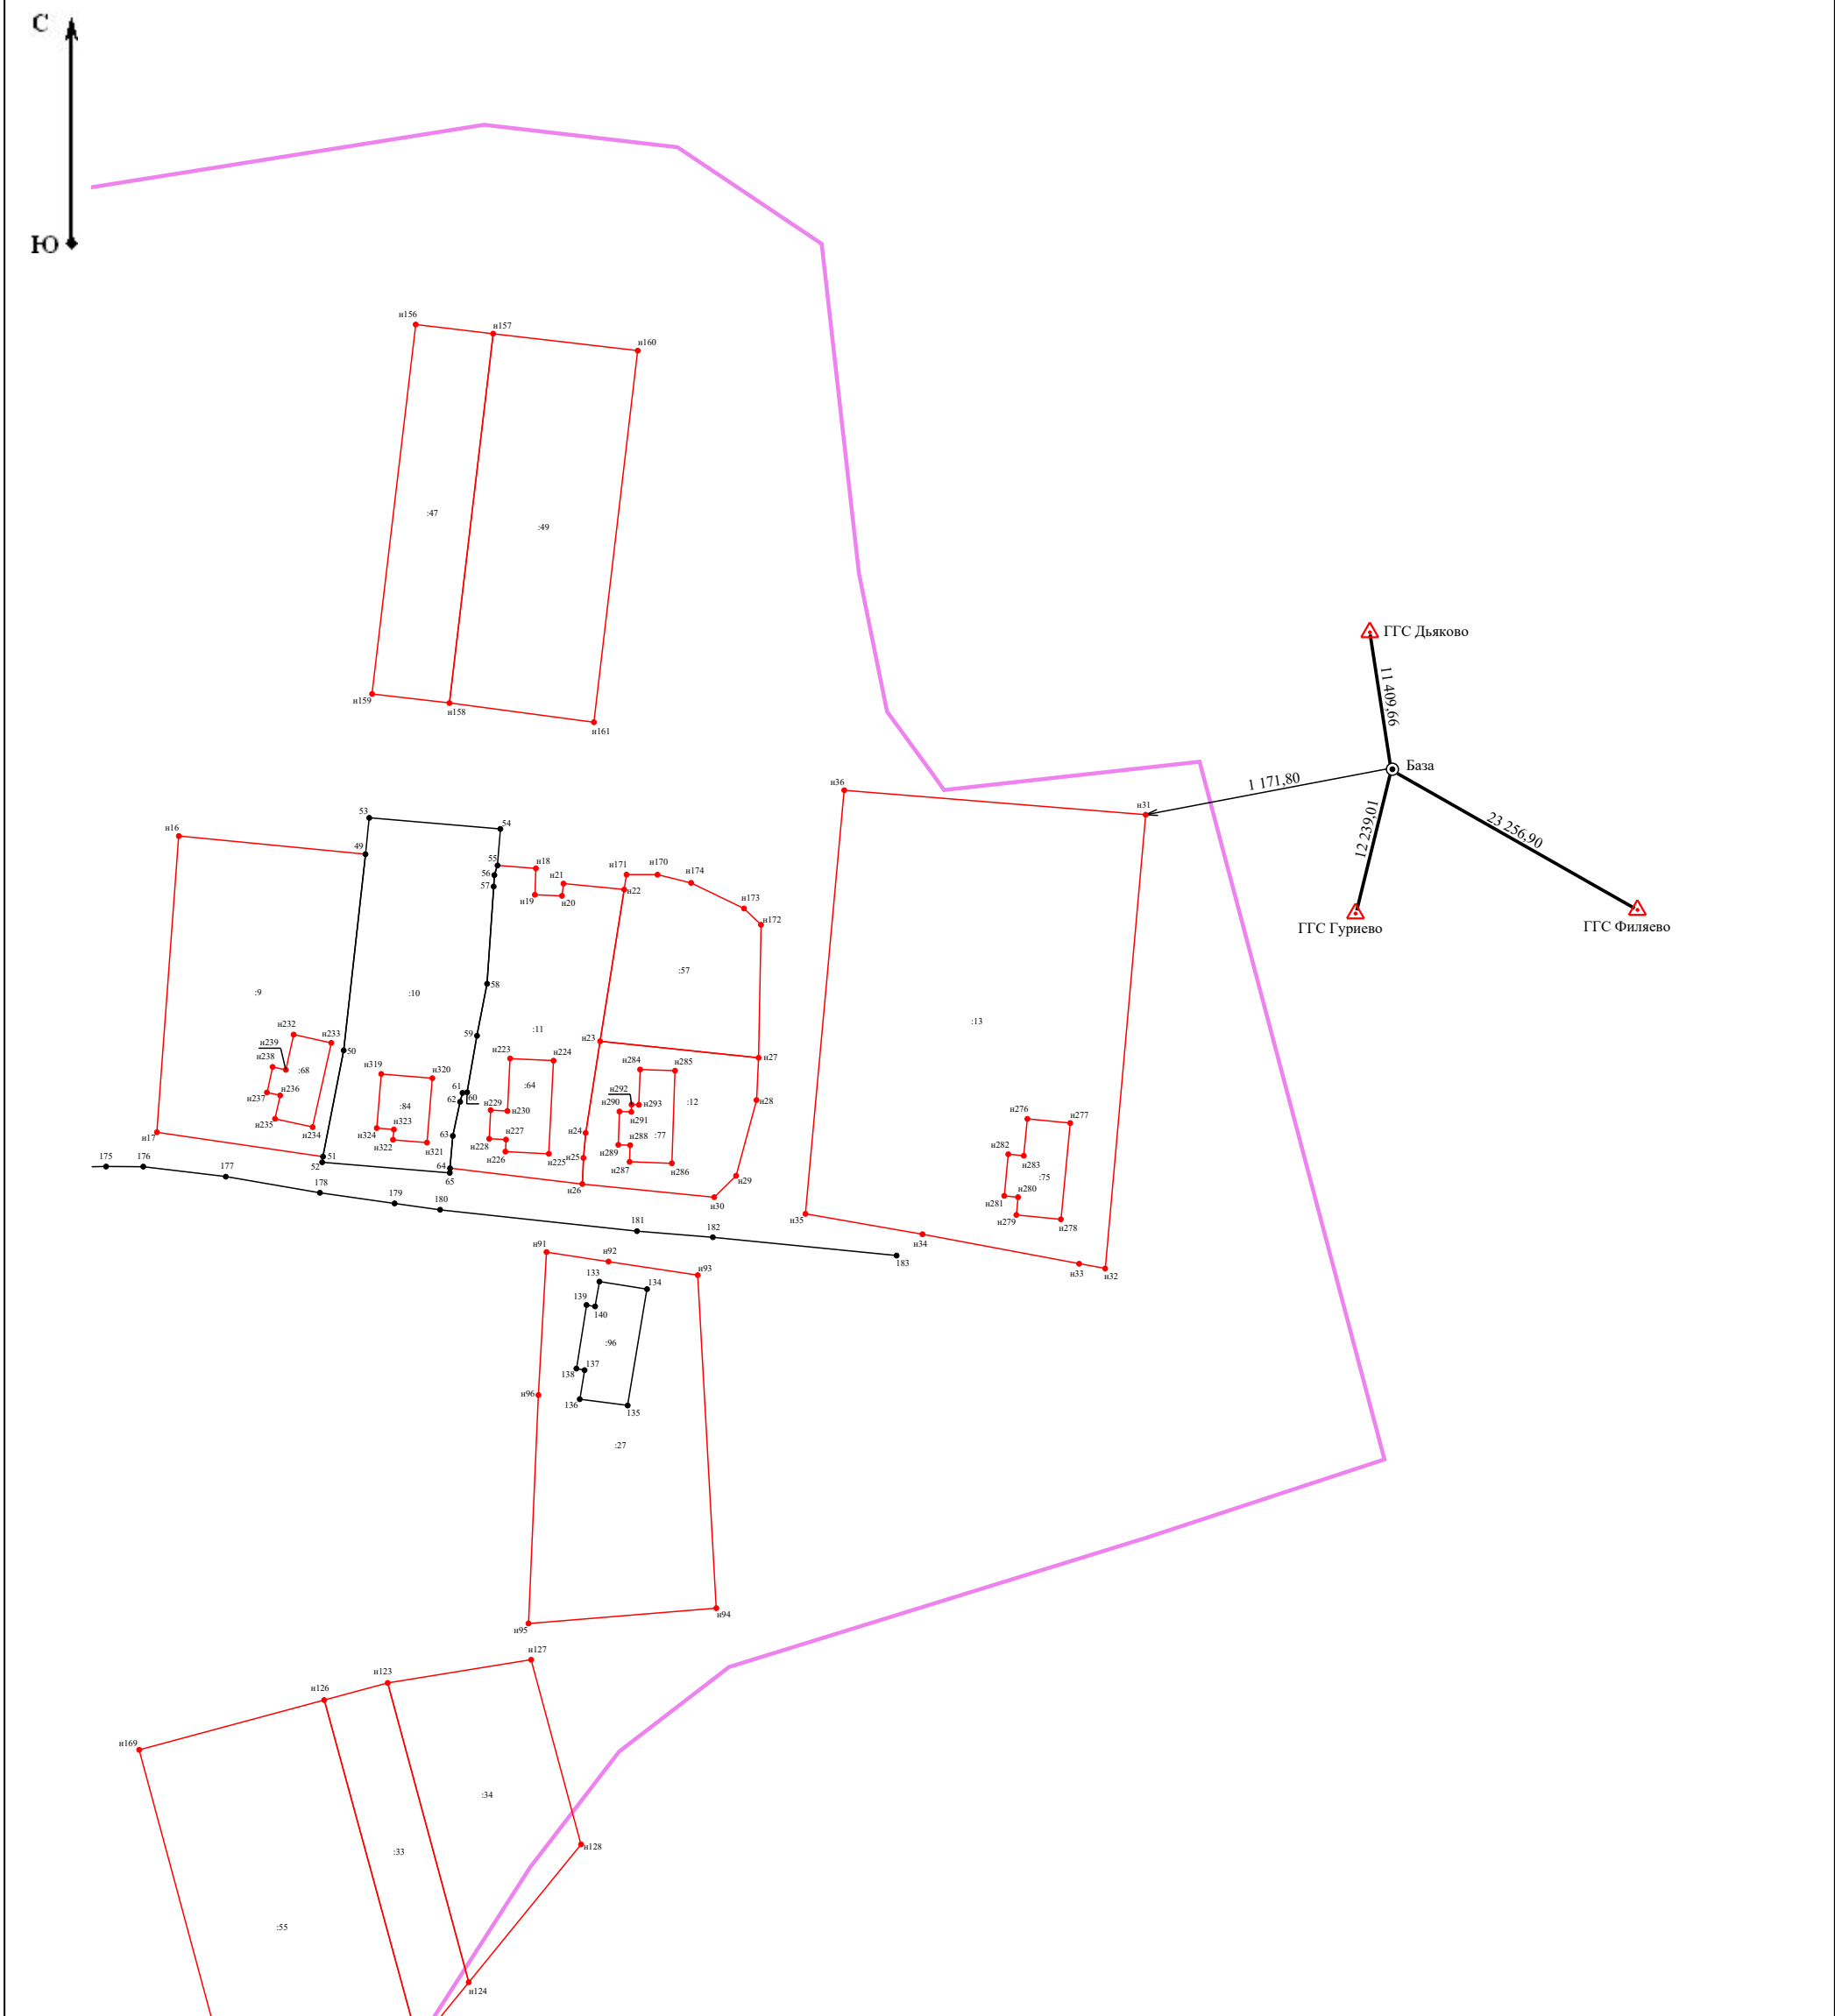 С
Ю
н156
н157
н160
:47
:49
н159
н158
н161
ГГС Дьяково
11 409,66
База
1 171,80
12 239,01
23 256,90
ГГС Гуриево
ГГС Филяево
н36
н31
53
54
н16
49
55
н18
56
57
н21
н19
н20
н171
н170
н174
н22
н173
н172
:57
58
:9
:10
:13
:11
59
н23
н27
н232
н233
н239
50
н238
:68
н223
н224
н284
н285
н319
н320
:64
н237
н236
61
62
60
н229
н230
н292
н290
н293
н291
:12
н28
:84
н323
н235
н234
н324
н322
н321
63
н227
н228
н226
н225
н24
н288
:77
н289
н287
н286
н25
н276
н277
н282
н283
:75
н280
н281
н279
н278
н17
51
52
64
65
н26
н29
н30
175
176
177
178
179
180
181
182
183
н35
н34
н33
н32
н91
н92
н93
133
134
139
140
:96
137
138
136
135
н96
:27
н94
н95
н127
н123
н126
н169
:34
н128
:33
:55
н124